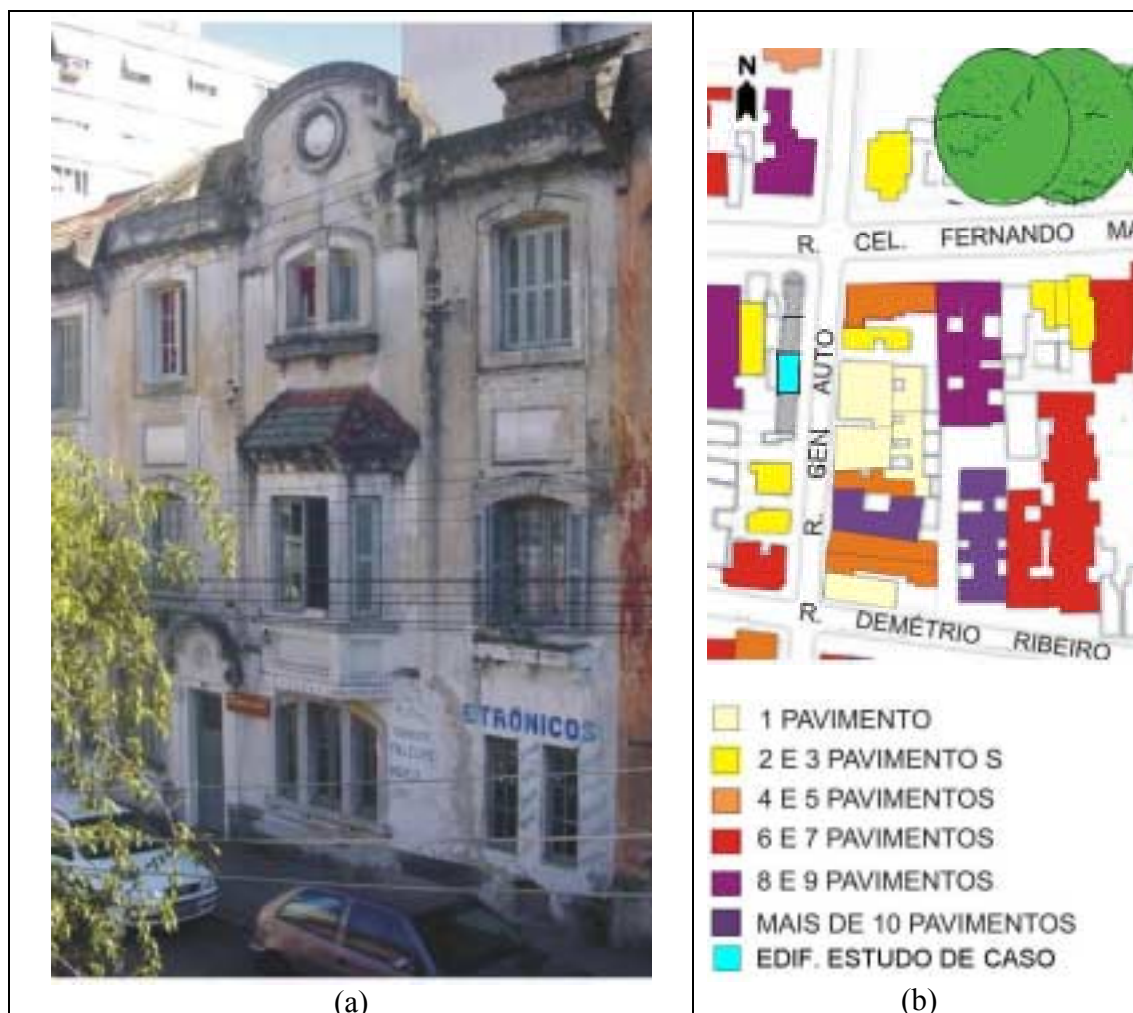 ETRÔNICOS
(a)
N
R. CEL. FERNANDO MA
R. GEN AUTO
R. DEMÉTRIO RIBEIRO
1 PAVIMENTO
2 E 3 PAVIMENTO S
4 E 5 PAVIMENTOS
6 E 7 PAVIMENTOS
8 E 9 PAVIMENTOS
MAIS DE 10 PAVIMENTOS
EDIF. ESTUDO DE CASO
(b)